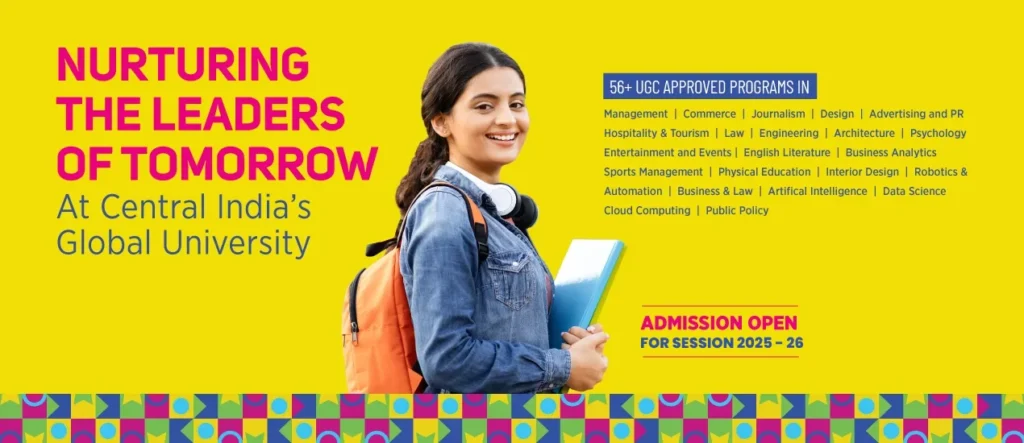 NURTURING
THE LEADERS
OF TOMORROW
At Central India's
Global University
56+ UGC APPROVED PROGRAMS IN
Management | Commerce | Journalism | Design | Advertising and PR
Hospitality & Tourism | Law | Engineering | Architecture | Psychology
Entertainment and Events | English Literature | Business Analytics
Sports Management | Physical Education | Interior Design | Robotics &
Automation | Business & Law | Artifical Intelligence | Data Science
Cloud Computing | Public Policy
ADMISSION OPEN
FOR SESSION 2025 – 26